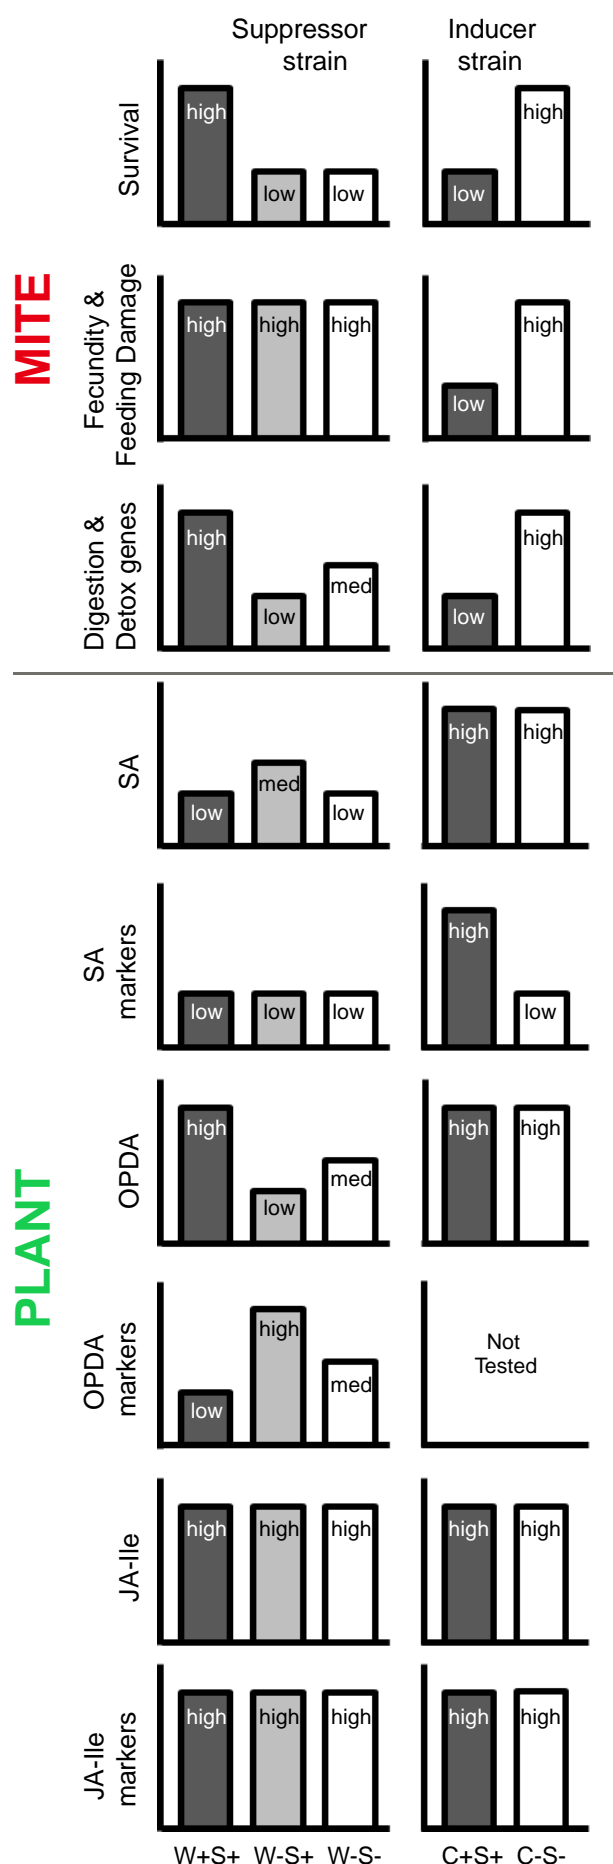 Suppressor
strain
Inducer
strain
MITE
Survival
high
low
low
low
high
Fecundity &
Feeding Damage
high
high
high
low
high
Digestion &
Detox genes
high
low
med
low
high
PLANT
SA
low
med
low
high
high
SA
markers
low
low
low
high
low
OPDA
high
low
med
high
high
OPDA
markers
low
high
med
Not
Tested
JA-Ile
high
high
high
high
high
JA-Ile
markers
high
high
high
high
high
W+S+ W-S+ W-S- C+S+ C-S-